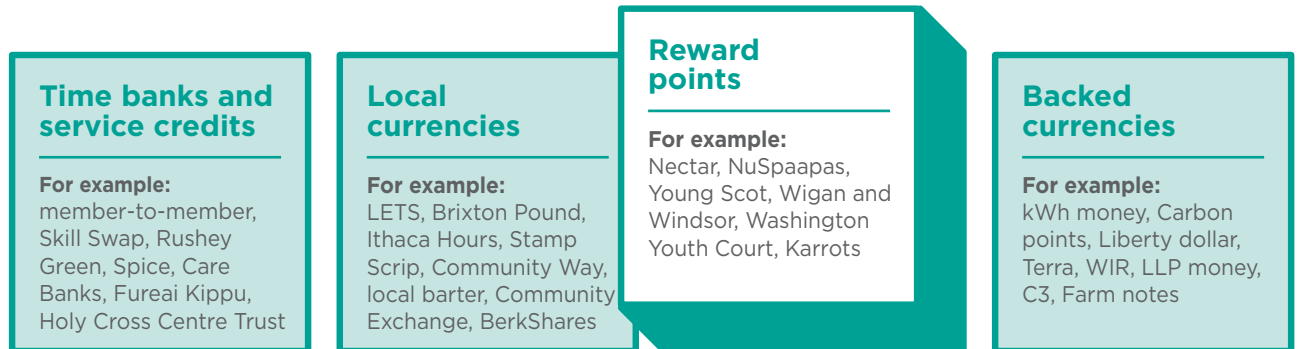 Time banks and
service credits
For example:
member-to-member,
Skill Swap, Rushey
Green, Spice, Care
Banks, Fureai Kippu,
Holy Cross Centre Trust
Local
currencies
For example:
LETS, Brixton Pound,
Ithaca Hours, Stamp
Scrip, Community Way,
local barter, Community
Exchange, BerkShares
Reward
points
For example:
Nectar, NuSpaapas,
Young Scot, Wigan and
Windsor, Washington
Youth Court, Karrots
Backed
currencies
For example:
kWh money, Carbon
points, Liberty dollar,
Terra, WIR, LLP money,
C3, Farm notes